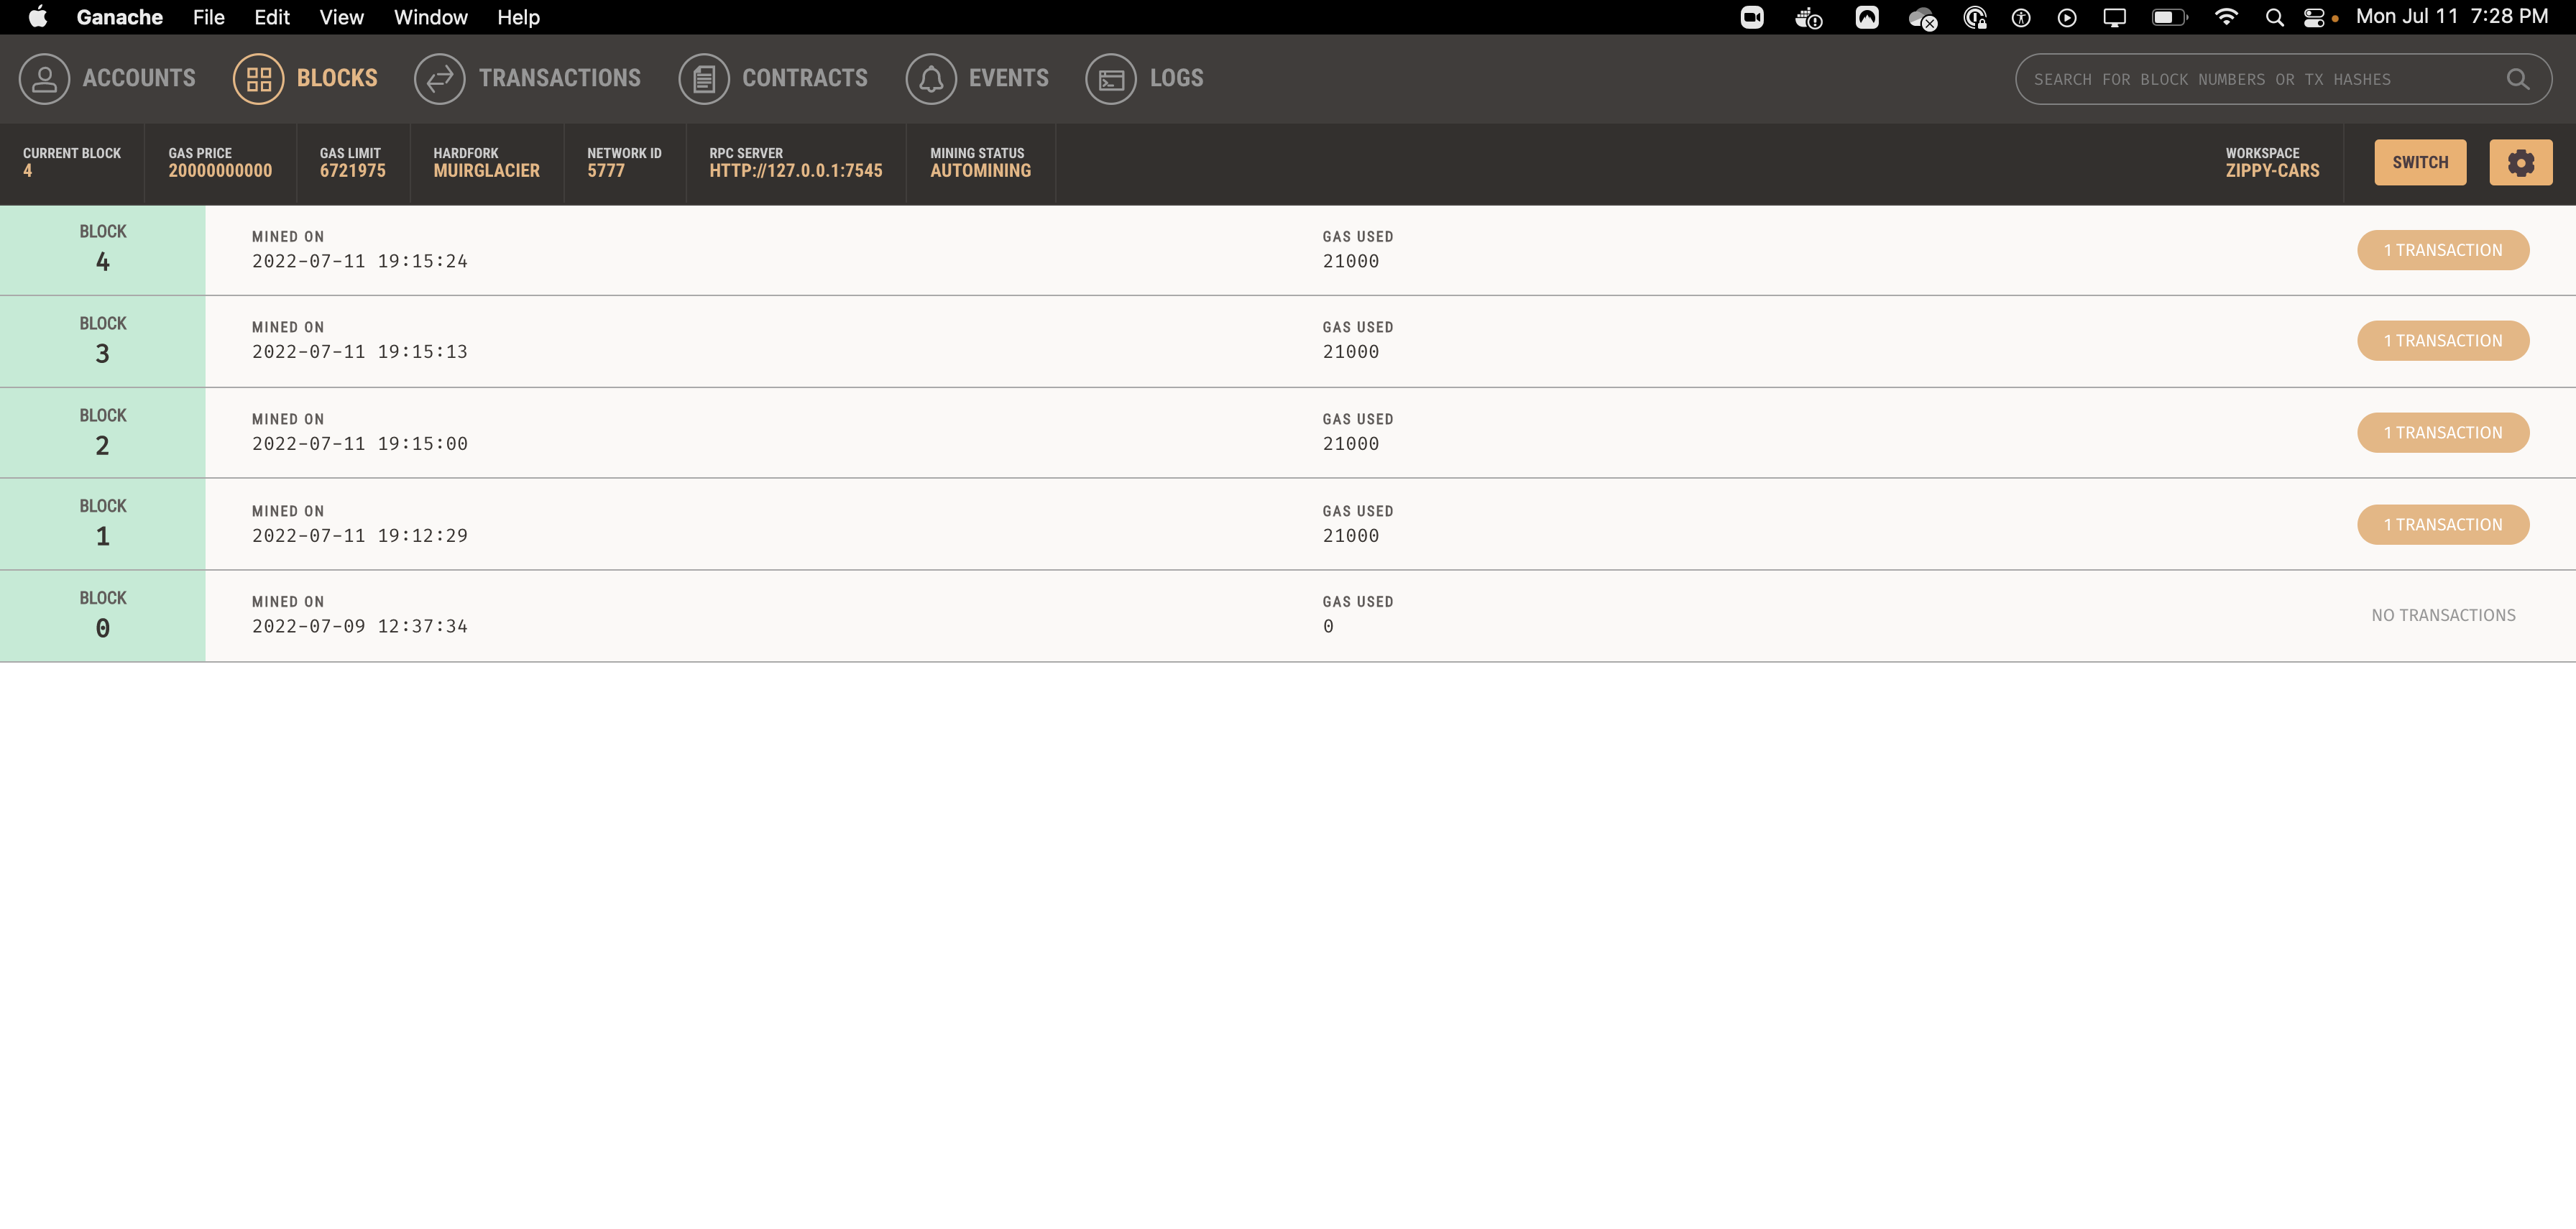 Ganache File Edit View Window Help Mon Jul 11 7:28 PM
ACCOUNTS BLOCKS TRANSACTIONS CONTRACTS EVENTS LOGS SEARCH FOR BLOCK NUMBERS OR TX HASHES
CURRENT BLOCK GAS PRICE GAS LIMIT HARDFORK NETWORK ID RPC SERVER MINING STATUS WORKSPACE
4 20000000000 6721975 MUIRGLACIER 5777 HTTP://127.0.0.1:7545 AUTOMINING ZIPPY-CARS SWITCH
BLOCK MINED ON GAS USED
4 2022-07-11 19:15:24 21000 1 TRANSACTION
BLOCK MINED ON GAS USED
3 2022-07-11 19:15:13 21000 1 TRANSACTION
BLOCK MINED ON GAS USED
2 2022-07-11 19:15:00 21000 1 TRANSACTION
BLOCK MINED ON GAS USED
1 2022-07-11 19:12:29 21000 1 TRANSACTION
BLOCK MINED ON GAS USED
0 2022-07-09 12:37:34 0 NO TRANSACTIONS